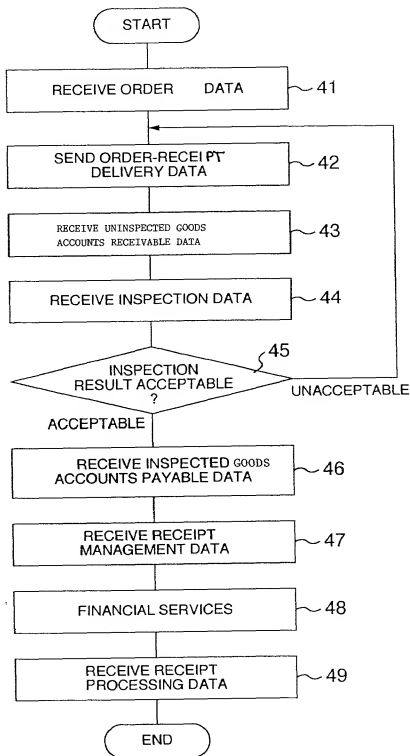 START
RECEIVE ORDER DATA 41
SEND ORDER-RECEIPT
DELIVERY DATA 42
RECEIVE UNINSPECTED GOODS
ACCOUNTS RECEIVABLE DATA 43
RECEIVE INSPECTION DATA 44
45
INSPECTION
RESULT ACCEPTABLE
?
UNACCEPTABLE
ACCEPTABLE
RECEIVE INSPECTED GOODS
ACCOUNTS PAYABLE DATA 46
RECEIVE RECEIPT
MANAGEMENT DATA 47
FINANCIAL SERVICES 48
RECEIVE RECEIPT
PROCESSING DATA 49
END